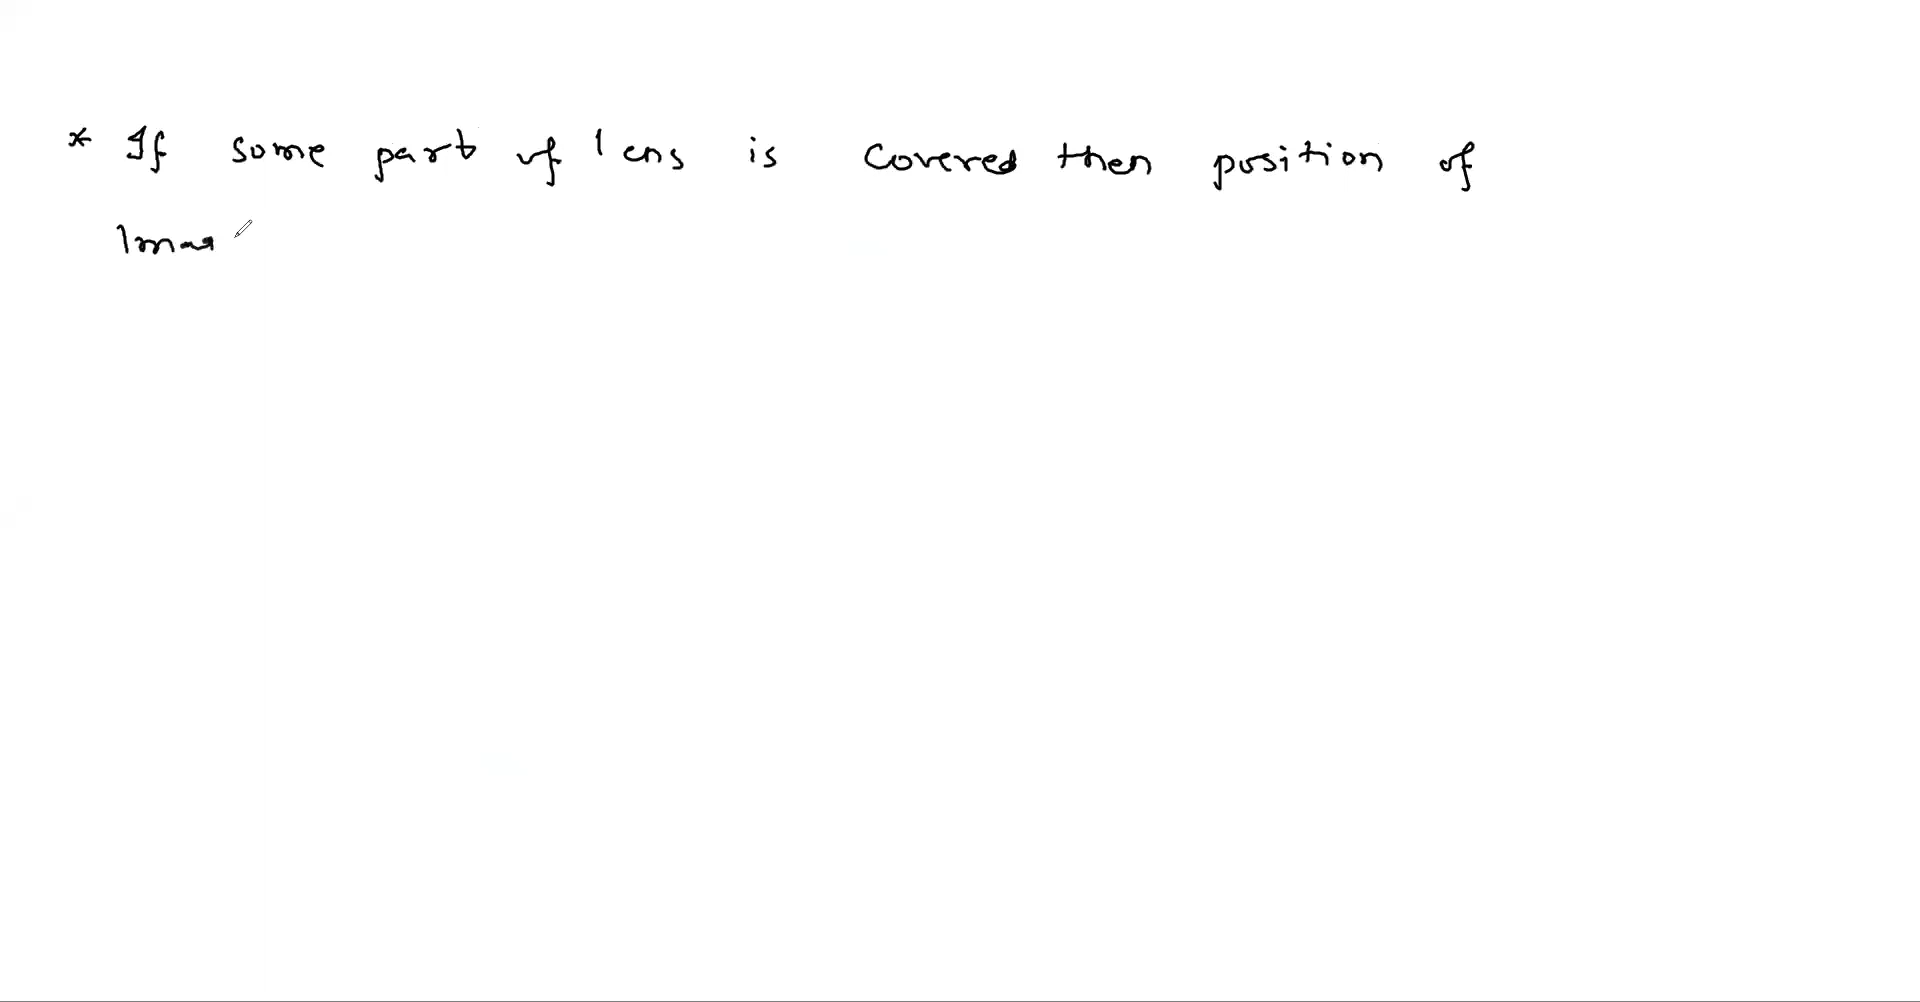 * If some part of lens is covered then position of